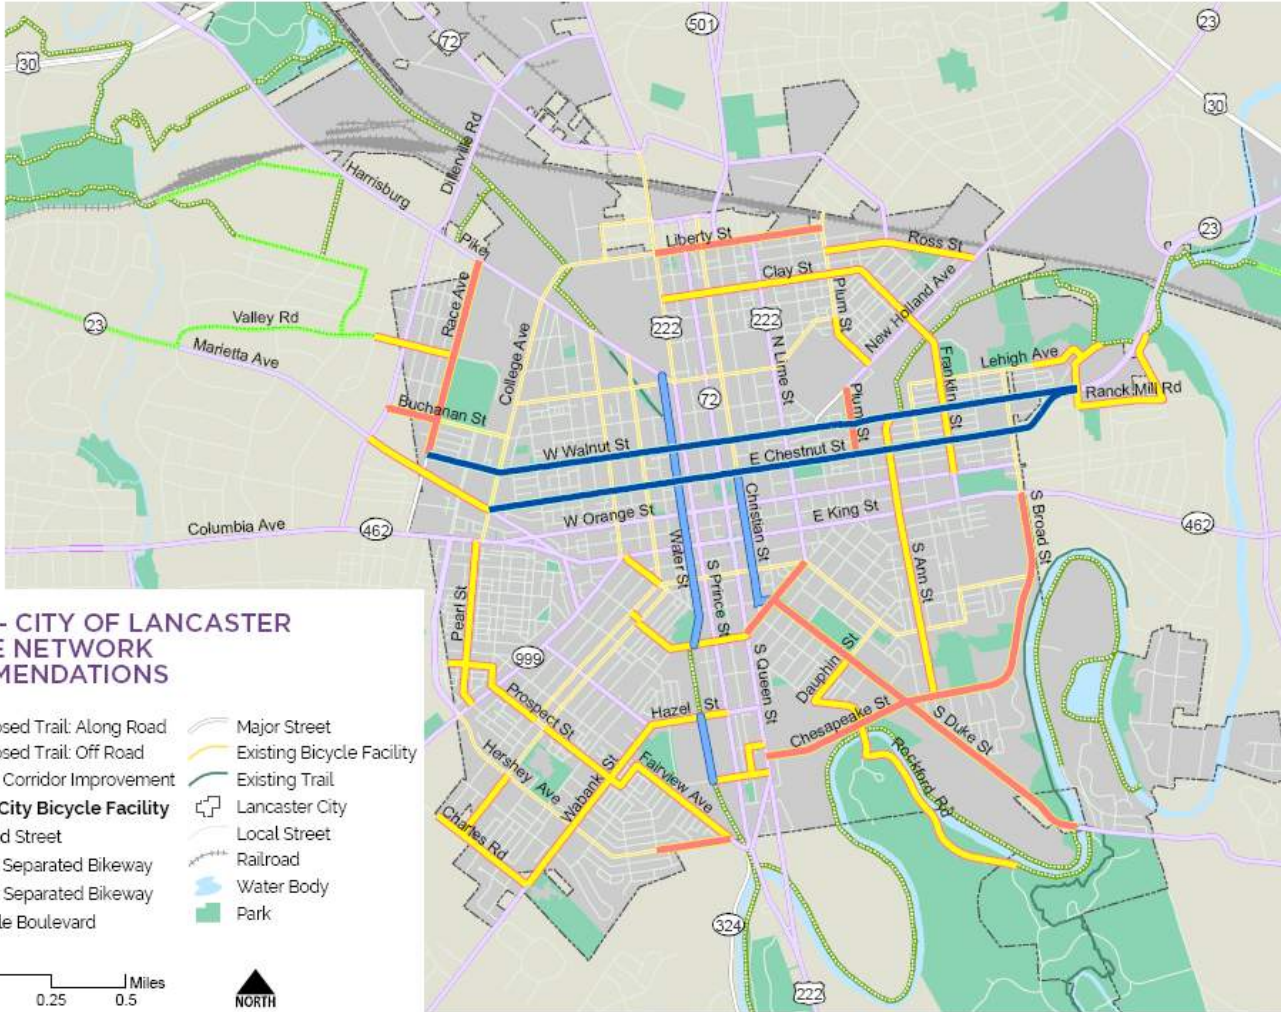 501
23
72
30
30
Dillerville Rd
Harrisburg
Pike
23
Liberty St
Ross St
Clay St
Race Ave
Plum St
New Holland Ave
23
Valley Rd
222
222
Marietta Ave
College Ave
N Lime St
Franklin St
Lehigh Ave
72
Ranck Mill Rd
Buchanan St
Plum St
W Walnut St
E Chestnut St
Christian St
W Orange St
E King St
S Broad St
Columbia Ave
462
462
Water St
S Prince St
S Ann St
Pearl St
999
S Queen St
Dauphin St
Prospect St
Hazel St
Chesapeake St
S Duke St
Hershey Ave
Wabank St
Fairview Ave
Rockford Rd
Charles Rd
324
222
- CITY OF LANCASTER
E NETWORK
MENDATIONS
sed Trail: Along Road
sed Trail: Off Road
Corridor Improvement
City Bicycle Facility
d Street
Separated Bikeway
Separated Bikeway
le Boulevard
Major Street
Existing Bicycle Facility
Existing Trail
Lancaster City
Local Street
Railroad
Water Body
Park
Miles
0.25
0.5
NORTH